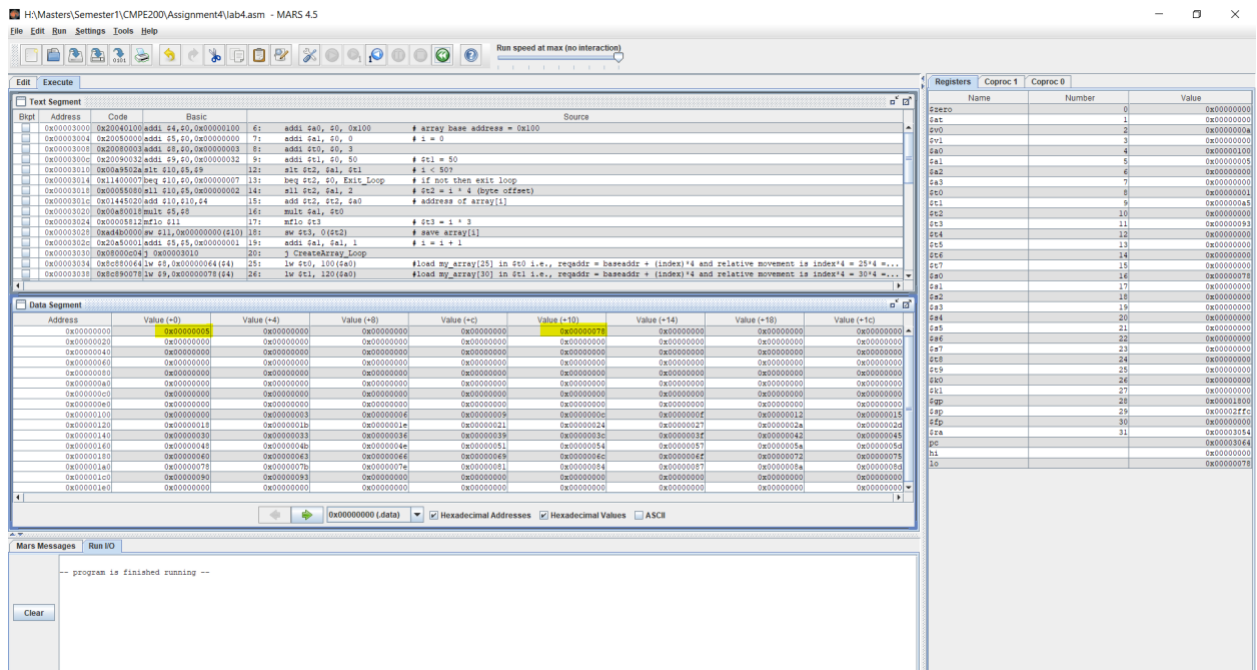 H:\Masters\Semester1\CMPE200\Assignment4\lab4.asm - MARS 4.5
File Edit Run Settings Tools Help
Run speed at max (no interaction)
Edit Execute
Text Segment
Bkpt Address Code Basic Source
0x00003000 0x20040100 addi $4,$0,0x00000100 6: addi $a0, $0, 0x100 # array base address = 0x100
0x00003004 0x20050000 addi $5,$0,0x00000000 7: addi $a1, $0, 0 # i = 0
0x00003008 0x20080003 addi $8,$0,0x00000003 8: addi $t0, $0, 3
0x0000300c 0x20090032 addi $9,$0,0x00000032 9: addi $t1, $0, 50 # $t1 = 50
0x00003010 0x00a9502a slt $10,$5,$9 12: slt $t2, $a1, $t1 # i < 50?
0x00003014 0x11400007 beq $10,$0,0x00000007 13: beq $t2, $0, Exit_Loop # if not then exit loop
0x00003018 0x00055080 sll $10,$5,0x00000002 14: sll $t2, $a1, 2 # $t2 = i * 4 (byte offset)
0x0000301c 0x01445020 add $10,$10,$4 15: add $t2, $t2, $a0 # address of array[i]
0x00003020 0x00a80018 mult $5,$8 16: mult $a1, $t0
0x00003024 0x00005812 mflo $11 17: mflo $t3 # $t3 = i * 3
0x00003028 0xad4b0000 sw $11,0x00000000($10) 18: sw $t3, 0($t2) # save array[i]
0x0000302c 0x20a50001 addi $5,$5,0x00000001 19: addi $a1, $a1, 1 # i = i + 1
0x00003030 0x08000c04 j 0x00003010 20: j CreateArray_Loop
0x00003034 0x8c880064 lw $8,0x00000064($4) 25: lw $t0, 100($a0) #load my_array[25] in $t0 i.e., reqaddr = baseaddr + (index)*4 and relative movement is index*4 = 25*4 =...
0x00003038 0x8c890078 lw $9,0x00000078($4) 26: lw $t1, 120($a0) #load my_array[30] in $t1 i.e., reqaddr = baseaddr + (index)*4 and relative movement is index*4 = 30*4 =...
Data Segment
Address Value (+0) Value (+4) Value (+8) Value (+c) Value (+10) Value (+14) Value (+18) Value (+1c)
0x00000000 0x00000005 0x00000000 0x00000000 0x00000000 0x00000078 0x00000000 0x00000000 0x00000000
0x00000020 0x00000000 0x00000000 0x00000000 0x00000000 0x00000000 0x00000000 0x00000000 0x00000000
0x00000040 0x00000000 0x00000000 0x00000000 0x00000000 0x00000000 0x00000000 0x00000000 0x00000000
0x00000060 0x00000000 0x00000000 0x00000000 0x00000000 0x00000000 0x00000000 0x00000000 0x00000000
0x00000080 0x00000000 0x00000000 0x00000000 0x00000000 0x00000000 0x00000000 0x00000000 0x00000000
0x000000a0 0x00000000 0x00000000 0x00000000 0x00000000 0x00000000 0x00000000 0x00000000 0x00000000
0x000000c0 0x00000000 0x00000000 0x00000000 0x00000000 0x00000000 0x00000000 0x00000000 0x00000000
0x000000e0 0x00000000 0x00000000 0x00000000 0x00000000 0x00000000 0x00000000 0x00000000 0x00000000
0x00000100 0x00000000 0x00000003 0x00000006 0x00000009 0x0000000c 0x0000000f 0x00000012 0x00000015
0x00000120 0x00000018 0x0000001b 0x0000001e 0x00000021 0x00000024 0x00000027 0x0000002a 0x0000002d
0x00000140 0x00000030 0x00000033 0x00000036 0x00000039 0x0000003c 0x0000003f 0x00000042 0x00000045
0x00000160 0x00000048 0x0000004b 0x0000004e 0x00000051 0x00000054 0x00000057 0x0000005a 0x0000005d
0x00000180 0x00000060 0x00000063 0x00000066 0x00000069 0x0000006c 0x0000006f 0x00000072 0x00000075
0x000001a0 0x00000078 0x0000007b 0x0000007e 0x00000081 0x00000084 0x00000087 0x0000008a 0x0000008d
0x000001c0 0x00000090 0x00000093 0x00000000 0x00000000 0x00000000 0x00000000 0x00000000 0x00000000
0x000001e0 0x00000000 0x00000000 0x00000000 0x00000000 0x00000000 0x00000000 0x00000000 0x00000000
0x00000000 (.data) Hexadecimal Addresses Hexadecimal Values ASCII
Mars Messages Run I/O
-- program is finished running --
Clear
Registers Coproc 1 Coproc 0
Name Number Value
$zero 0 0x00000000
$at 1 0x00000000
$v0 2 0x0000000a
$v1 3 0x00000000
$a0 4 0x00000100
$a1 5 0x00000005
$a2 6 0x00000000
$a3 7 0x00000000
$t0 8 0x00000001
$t1 9 0x000000a5
$t2 10 0x00000000
$t3 11 0x00000093
$t4 12 0x00000000
$t5 13 0x00000000
$t6 14 0x00000000
$t7 15 0x00000000
$s0 16 0x00000078
$s1 17 0x00000000
$s2 18 0x00000000
$s3 19 0x00000000
$s4 20 0x00000000
$s5 21 0x00000000
$s6 22 0x00000000
$s7 23 0x00000000
$t8 24 0x00000000
$t9 25 0x00000000
$k0 26 0x00000000
$k1 27 0x00000000
$gp 28 0x00001800
$sp 29 0x00002ffc
$fp 30 0x00000000
$ra 31 0x00003054
pc 0x00003064
hi 0x00000000
lo 0x00000078